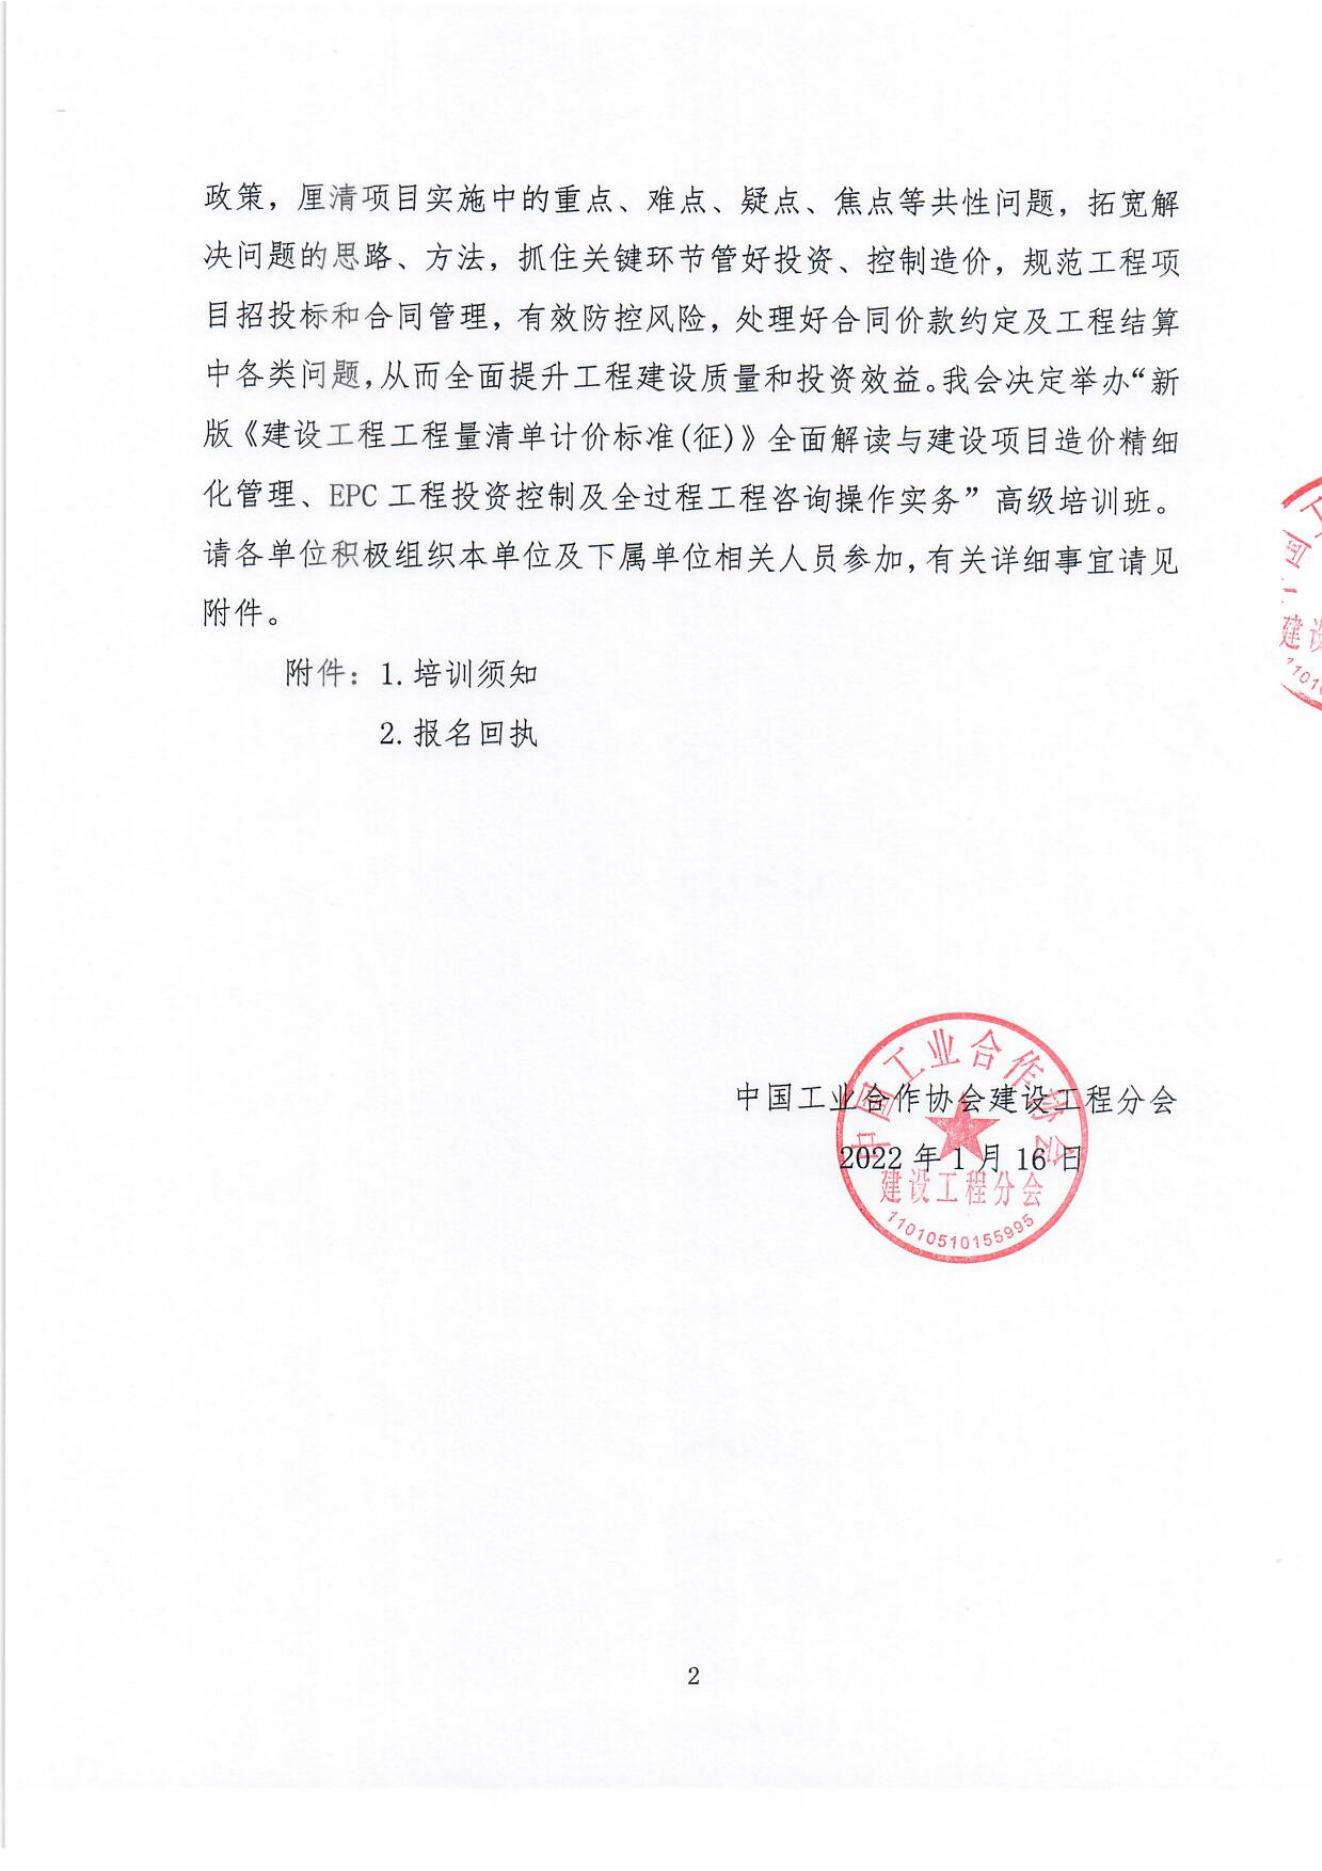 政策，厘清项目实施中的重点、难点、疑点、焦点等共性问题，拓宽解
决问题的思路、方法，抓住关键环节管好投资、控制造价，规范工程项
目招投标和合同管理，有效防控风险，处理好合同价款约定及工程结算
中各类问题，从而全面提升工程建设质量和投资效益。我会决定举办“新
版《建设工程工程量清单计价标准(征)》全面解读与建设项目造价精细
化管理、EPC 工程投资控制及全过程工程咨询操作实务”高级培训班。
请各单位积极组织本单位及下属单位相关人员参加，有关详细事宜请见
附件。
附件：1.培训须知
2.报名回执
中国工业合作协会建设工程分会
2022 年 1 月 16 日
中国工业合作协会
建设工程分会
11010510155995
建设
2